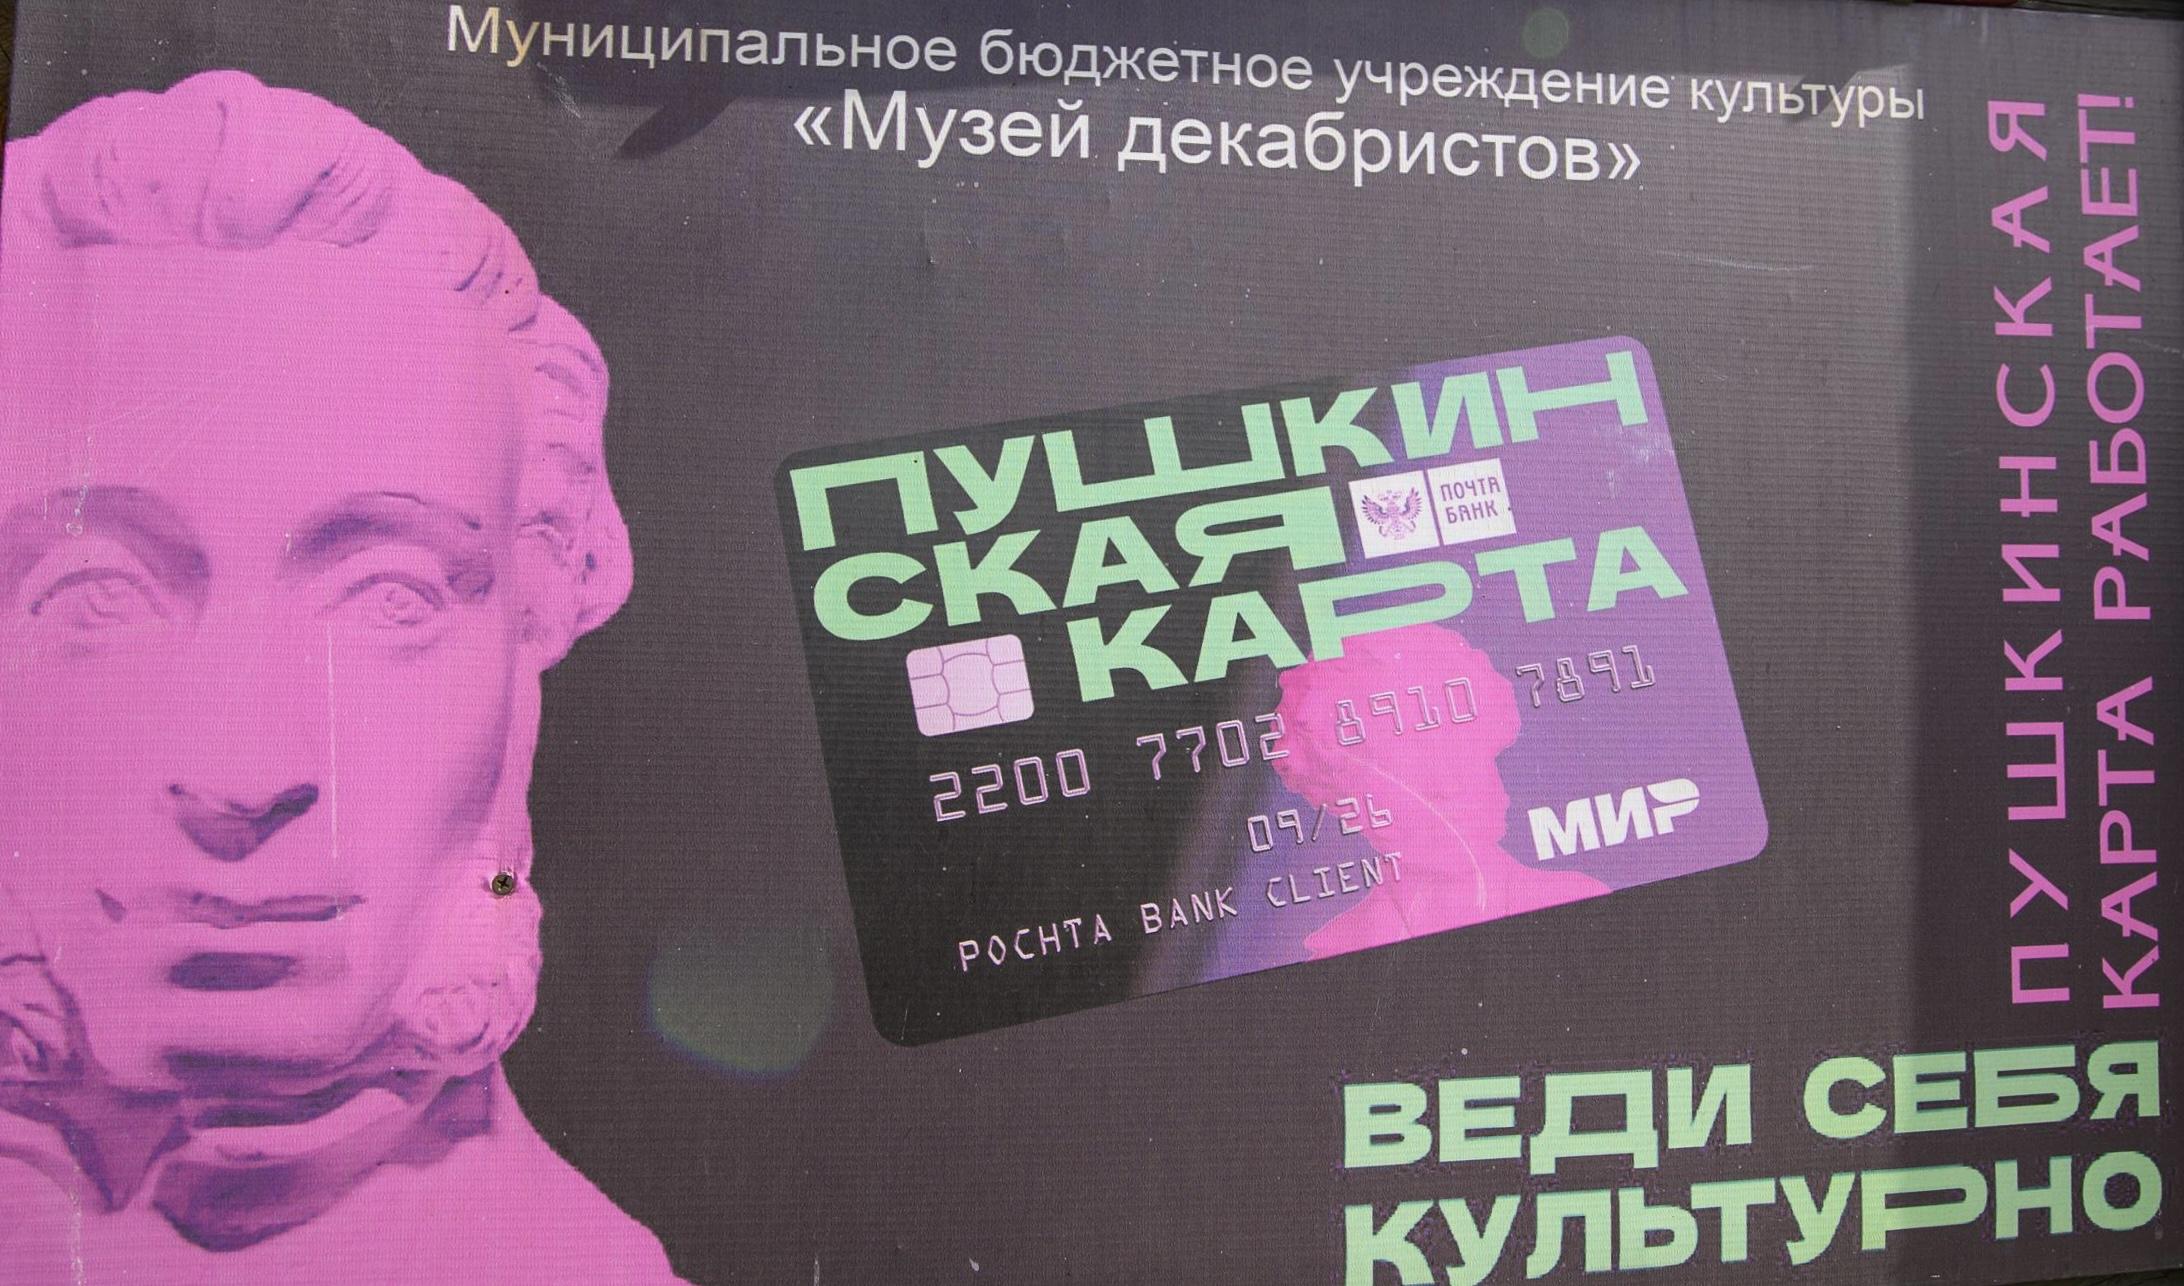 Муниципальное бюджетное учреждение культуры
«Музей декабристов»
ПУШКИН
СКАЯ
ПОЧТА
БАНК
КАРТА
2200 7702 8910 7891
09/26
МИР
POCHTA BANK CLIENT
ПУШКИНСКАЯ
КАРТА РАБОТАЕТ!
ВЕДИ СЕБЯ
КУЛЬТУРНО